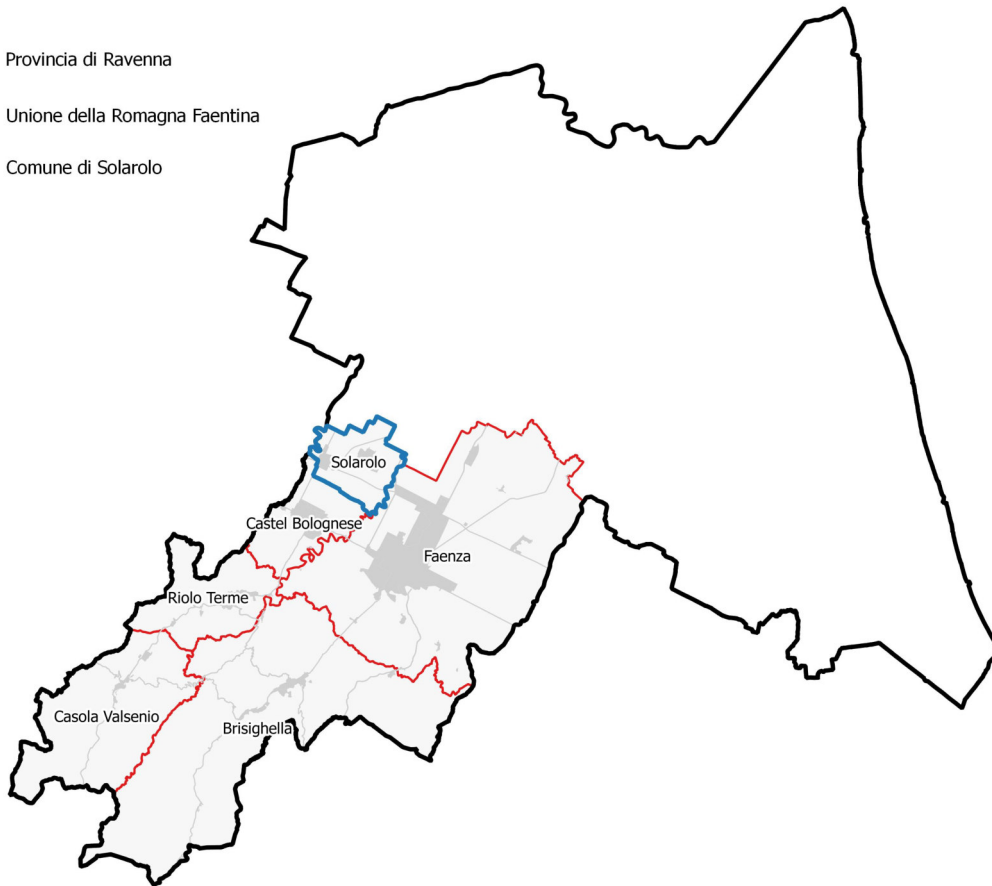 Provincia di Ravenna
Unione della Romagna Faentina
Comune di Solarolo
Solarolo
Castel Bolognese
Faenza
Riolo Terme
Casola Valsenio
Brisighella